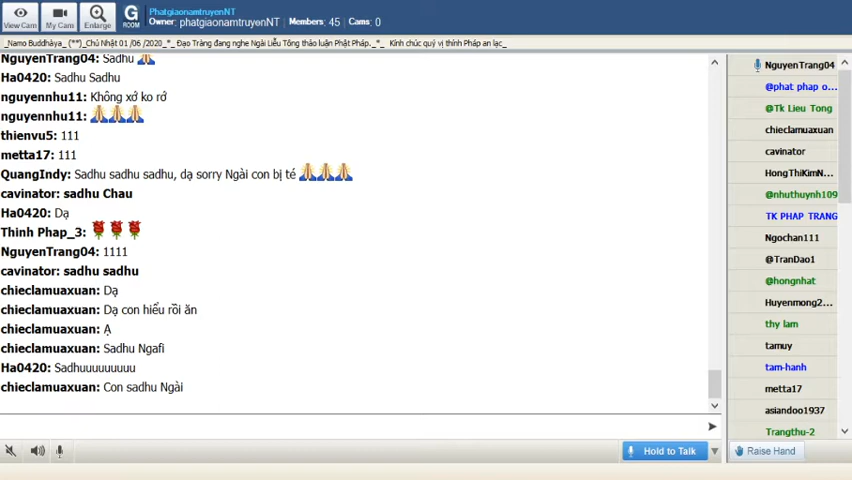 PhatgiaonamtruyenNT
Owner: phatgiaonamtruyenNT Members: 45 Cams: 0
View Cam My Cam Enlarge ROOM
_Namo Buddhàya_ (**)_Chủ Nhật 01 /06 /2020_*_ Đạo Tràng đang nghe Ngài Liễu Tông thảo luận Phật Pháp._*_ Kính chúc quý vị thính Pháp an lạc_
NguyenTrang04: Sadhu
Ha0420: Sadhu Sadhu
nguyennhu11: Không xớ ko rớ
nguyennhu11:
thienvu5: 111
metta17: 111
QuangIndy: Sadhu sadhu sadhu, dạ sorry Ngài con bị té
cavinator: sadhu Chau
Ha0420: Dạ
Thinh Phap_3:
NguyenTrang04: 1111
cavinator: sadhu sadhu
chieclamuaxuan: Dạ
chieclamuaxuan: Dạ con hiểu rồi ăn
chieclamuaxuan: Ạ
chieclamuaxuan: Sadhu Ngafi
Ha0420: Sadhuuuuuuuuu
chieclamuaxuan: Con sadhu Ngài
NguyenTrang04
@phat phap o...
@Tk Lieu Tong
chieclamuaxuan
cavinator
HongThiKimN...
@nhuthuynh109
TK PHAP TRANG
Ngochan111
@TranDao1
@hongnhat
Huyenmong2...
thy lam
tamuy
tam-hanh
metta17
asiandoo1937
Trangthu-2
Hold to Talk
Raise Hand